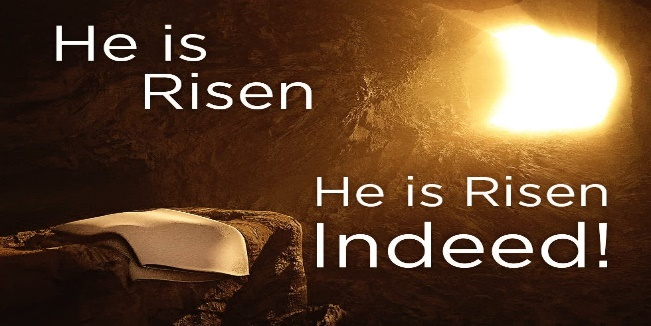 He is
Risen
He is Risen
Indeed!